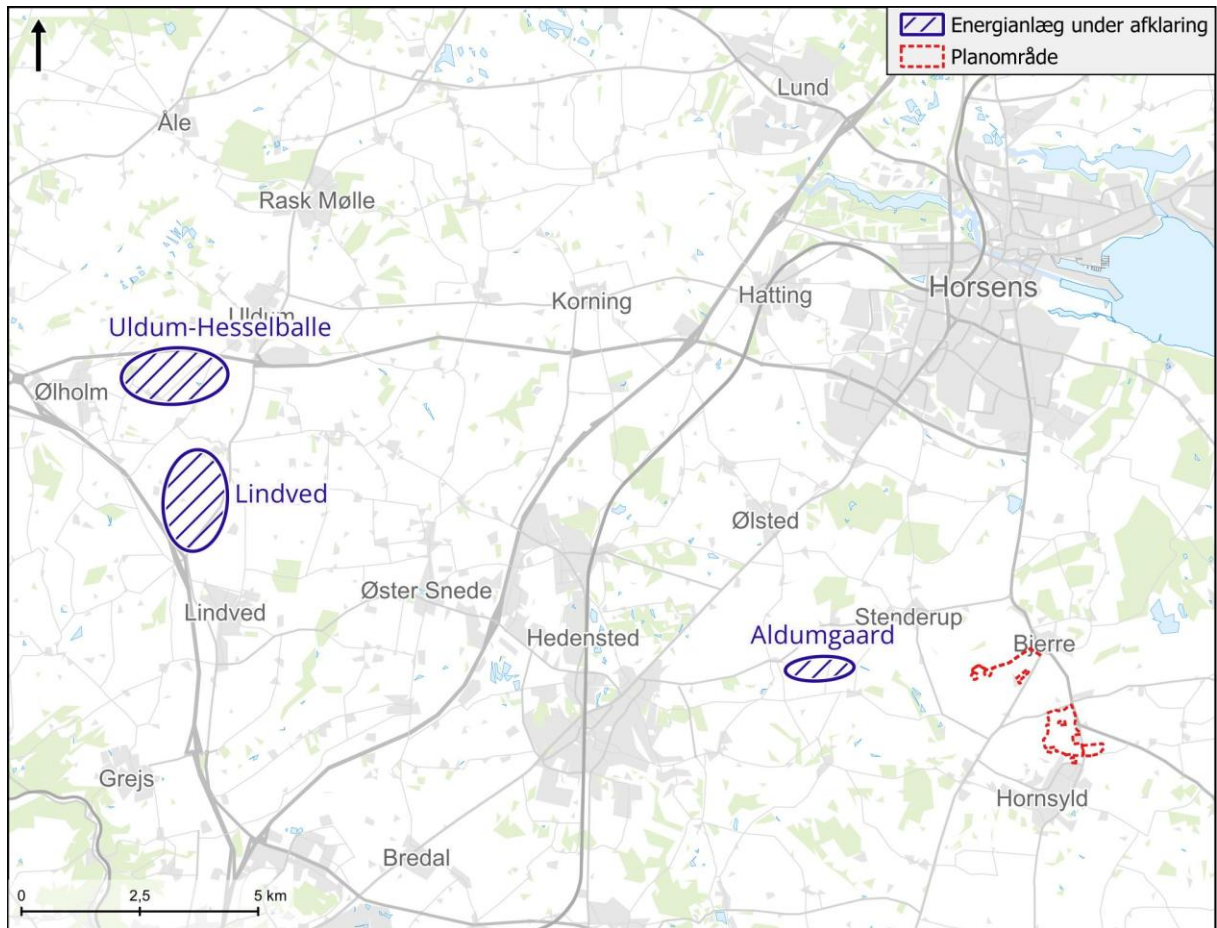 Energianlæg under afklaring
Planområde
Lund
Åle
Rask Mølle
Horsens
Korning
Hatting
Uldum
Uldum-Hesselballe
Ølholm
Lindved
Ølsted
Øster Snede
Lindved
Stenderup
Hedensted
Aldumgaard
Bjerre
Grejs
Hornsyld
Bredal
0 2,5 5 km